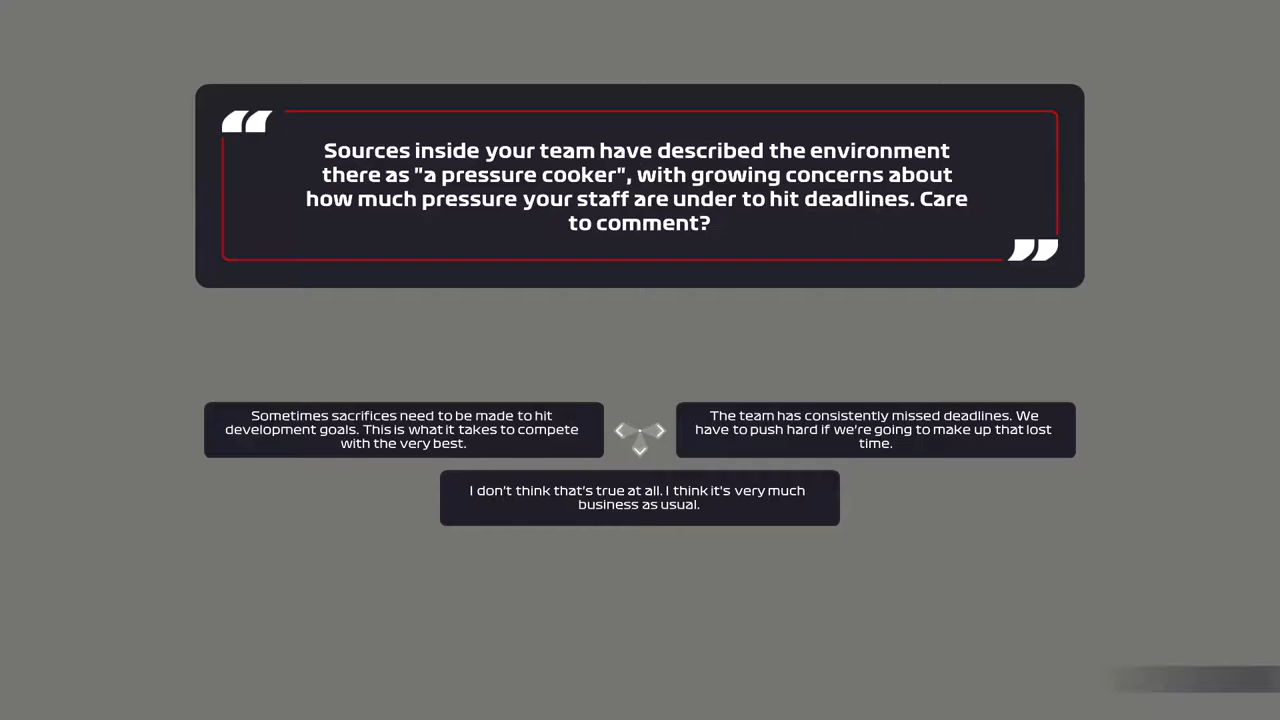 Sources inside your team have described the environment
there as "a pressure cooker", with growing concerns about
how much pressure your staff are under to hit deadlines. Care
to comment?
Sometimes sacrifices need to be made to hit
development goals. This is what it takes to compete
with the very best.
The team has consistently missed deadlines. We
have to push hard if we're going to make up that lost
time.
I don't think that's true at all. I think it's very much
business as usual.